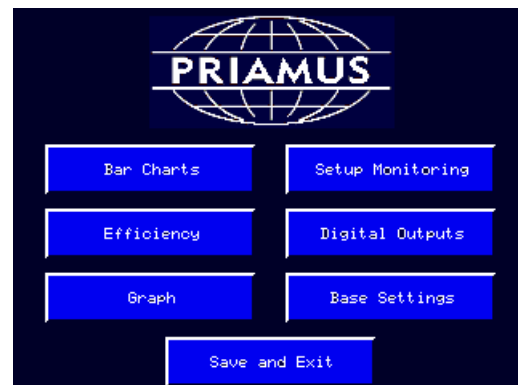 PRIAMUS
Bar Charts
Setup Monitoring
Efficiency
Digital Outputs
Graph
Base Settings
Save and Exit